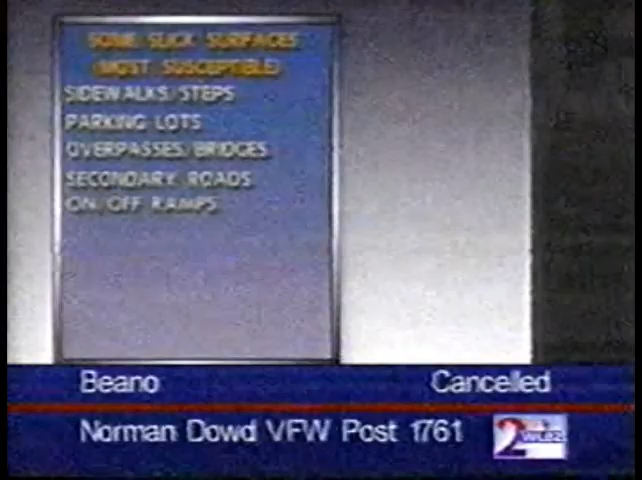 SOME SLICK SURFACES
(MOST SUSCEPTIBLE)
SIDEWALKS/STEPS
PARKING LOTS
OVERPASSES/BRIDGES
SECONDARY ROADS
ON/OFF RAMPS
Beano Cancelled
Norman Dowd VFW Post 1761
2 WLBZ